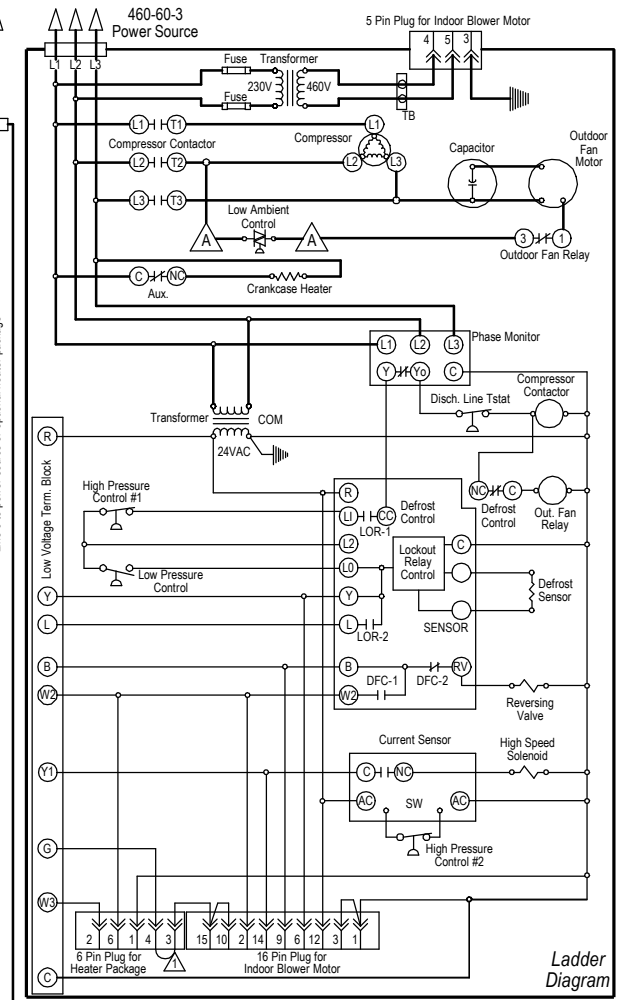 460-60-3
Power Source
5 Pin Plug for Indoor Blower Motor
4 5 3
L1 L2 L3
Fuse Transformer
230V 460V
Fuse
TB
L1 T1 L1
Compressor Contactor
Compressor
Capacitor
Outdoor
Fan
Motor
L2 T2 L2 L3
L3 T3
Low Ambient
Control
A A
3 1
Outdoor Fan Relay
C NC
Aux.
Crankcase Heater
L1 L2 L3 Phase Monitor
Y Yo C
Compressor
Contactor
Disch. Line Tstat
Transformer COM
24VAC
R
Low Voltage Term. Block
High Pressure
Control #1
R
LI CC Defrost
Control
LOR-1
NC C
Defrost
Control
Out. Fan
Relay
L2
Lockout
Relay
Control
C
L0
Low Pressure
Control
Defrost
Sensor
Y Y
L L
LOR-2
SENSOR
B B
DFC-1 DFC-2 RV
W2 W2
Reversing
Valve
Current Sensor
High Speed
Solenoid
Y1 C NC
AC SW AC
High Pressure
Control #2
G
W3
2 6 1 4 3 15 10 2 14 9 6 12 3 1
1
6 Pin Plug for
Heater Package
16 Pin Plug for
Indoor Blower Motor
C
Ladder
Diagram